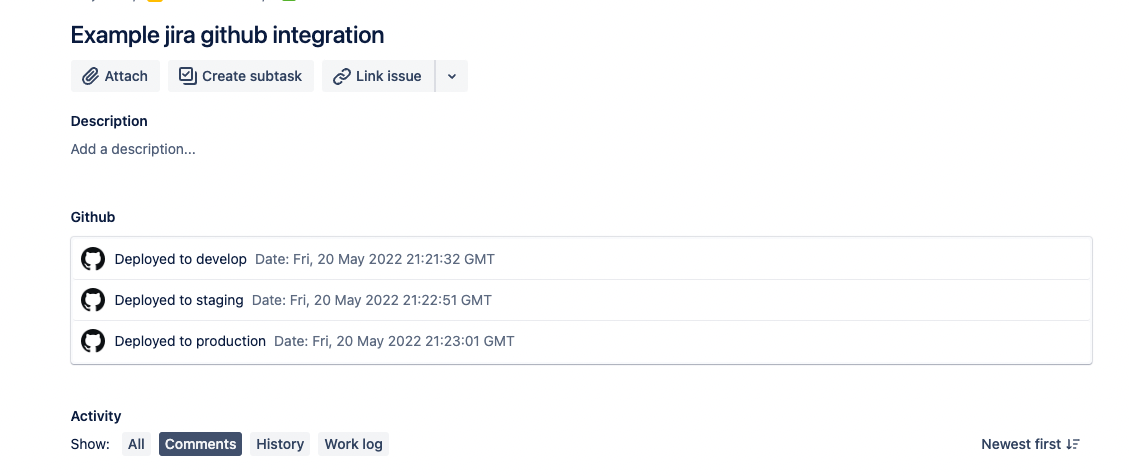 Example jira github integration
Attach Create subtask Link issue
Description
Add a description...
Github
Deployed to develop Date: Fri, 20 May 2022 21:21:32 GMT
Deployed to staging Date: Fri, 20 May 2022 21:22:51 GMT
Deployed to production Date: Fri, 20 May 2022 21:23:01 GMT
Activity
Show: All Comments History Work log Newest first